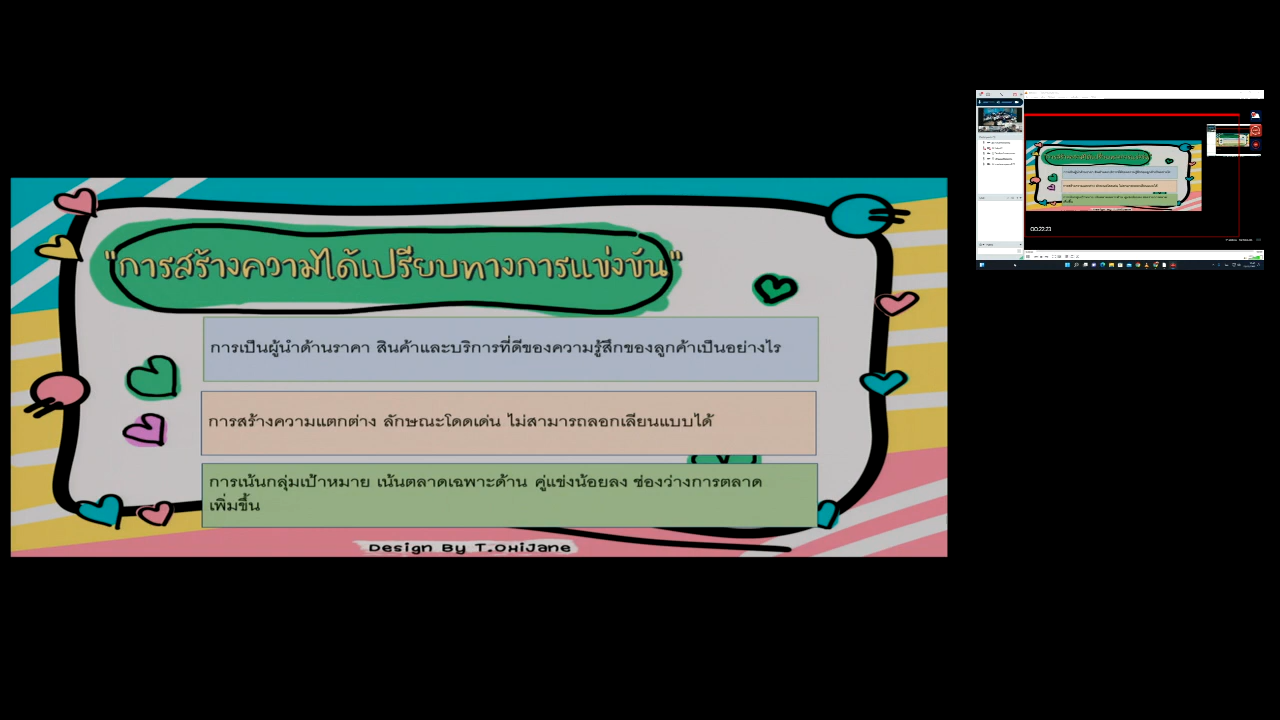 "การสร้างความได้เปรียบทางการแข่งขัน"
การเป็นผู้นำด้านราคา สินค้าและบริการที่ดีของความรู้สึกของลูกค้าเป็นอย่างไร
การสร้างความแตกต่าง ลักษณะโดดเด่น ไม่สามารถลอกเลียนแบบได้
การเน้นกลุ่มเป้าหมาย เน้นตลาดเฉพาะด้าน คู่แข่งน้อยลง ช่องว่างการตลาด
เพิ่มขึ้น
Design By T.OHiJane
00:22:23